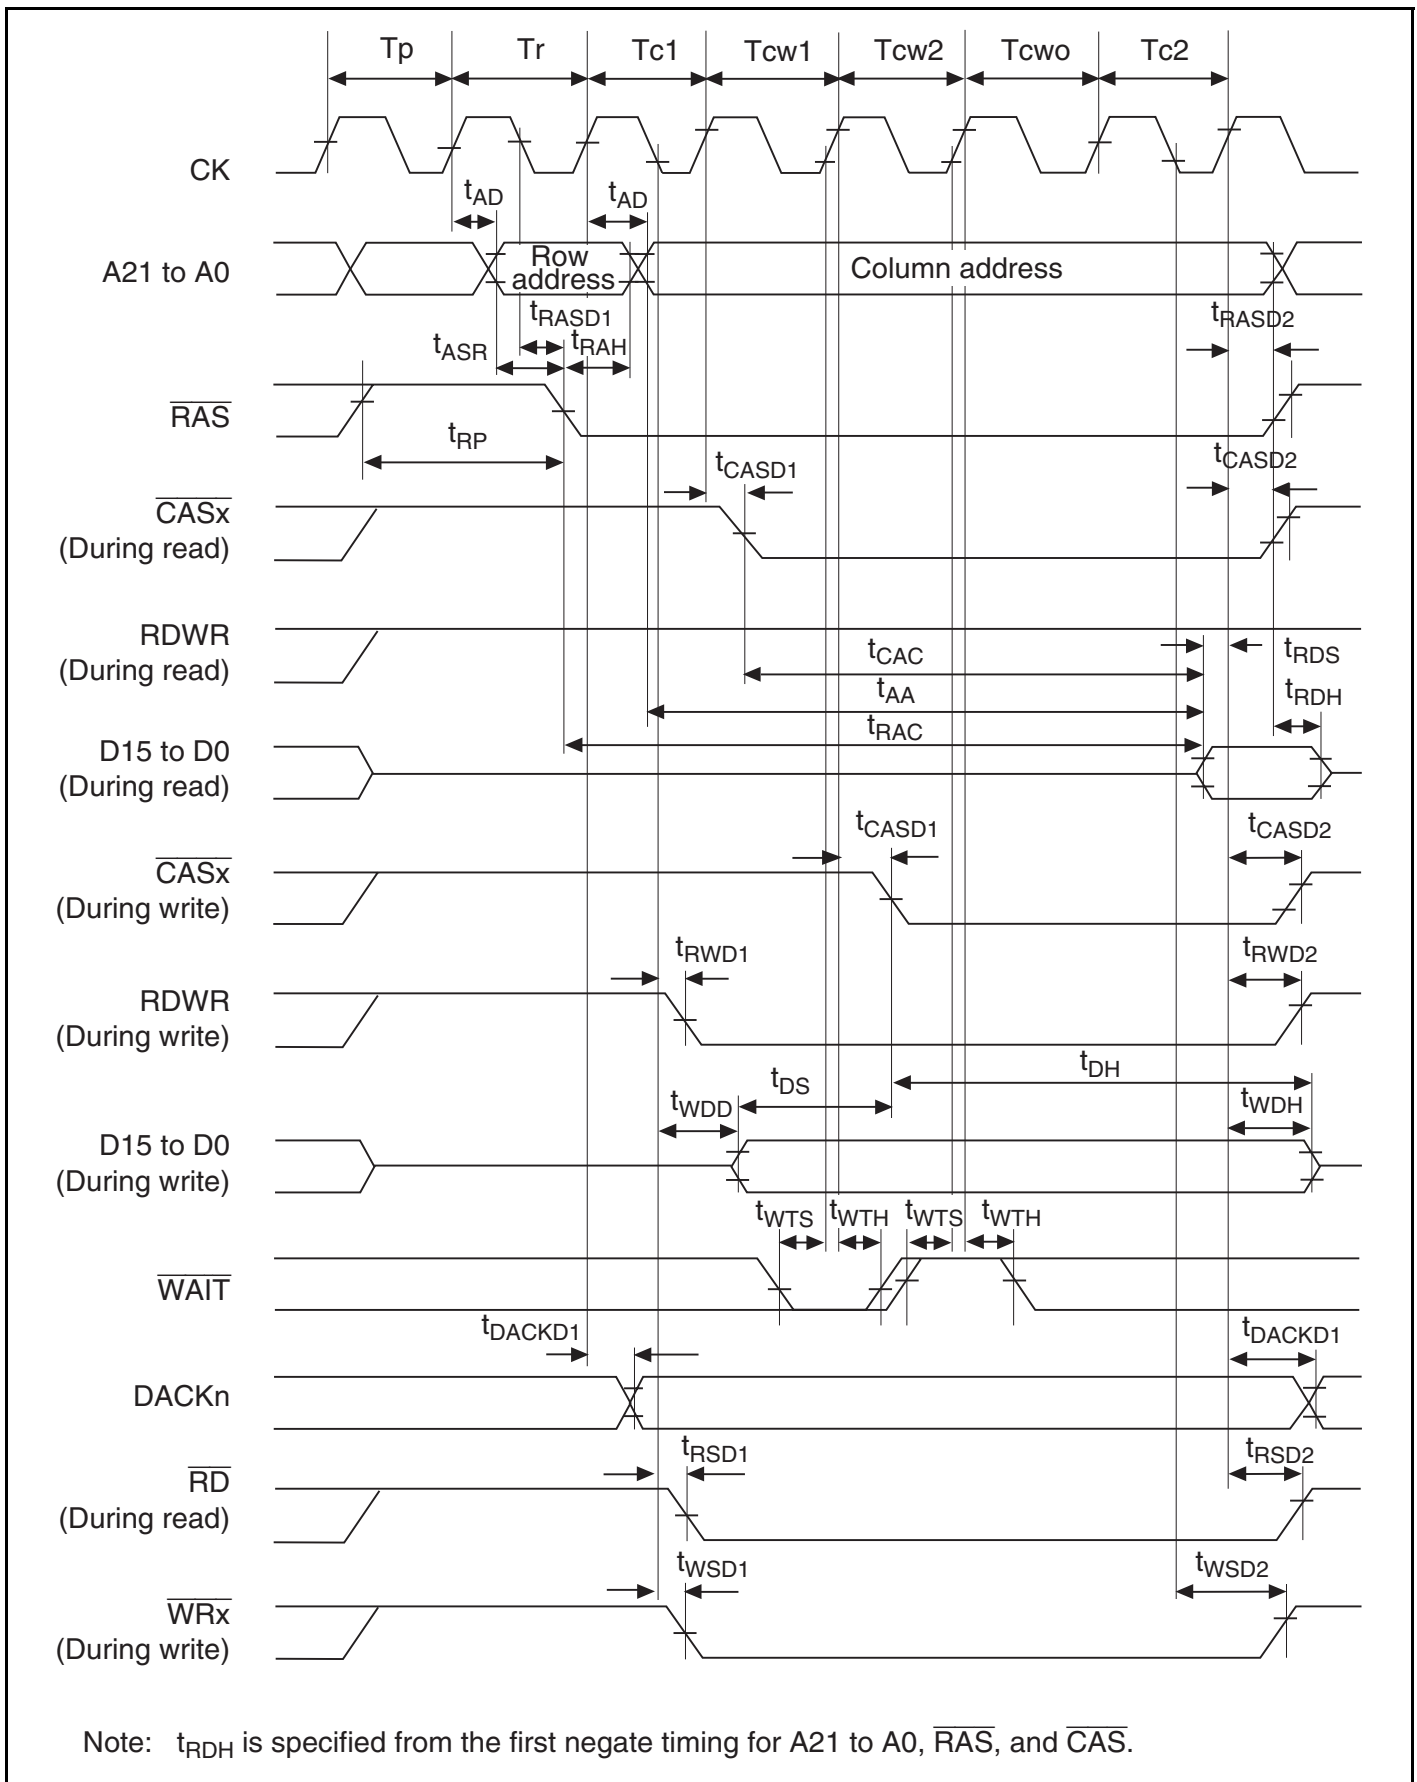 Tp Tr Tc1 Tcw1 Tcw2 Tcwo Tc2
CK
tAD tAD
A21 to A0
Row
address
Column address
tRASD1
tRASD2
tASR
tRAH
RAS
tRP
tCASD1
tCASD2
CASx
(During read)
RDWR
(During read)
tCAC
tRDS
tAA
tRDH
tRAC
D15 to D0
(During read)
tCASD1
tCASD2
CASx
(During write)
tRWD1
tRWD2
RDWR
(During write)
tDH
tDS
tWDD
tWDH
D15 to D0
(During write)
tWTS tWTH tWTS tWTH
WAIT
tDACKD1
tDACKD1
DACKn
tRSD1
tRSD2
RD
(During read)
tWSD1
tWSD2
WRx
(During write)
Note: tRDH is specified from the first negate timing for A21 to A0, RAS, and CAS.